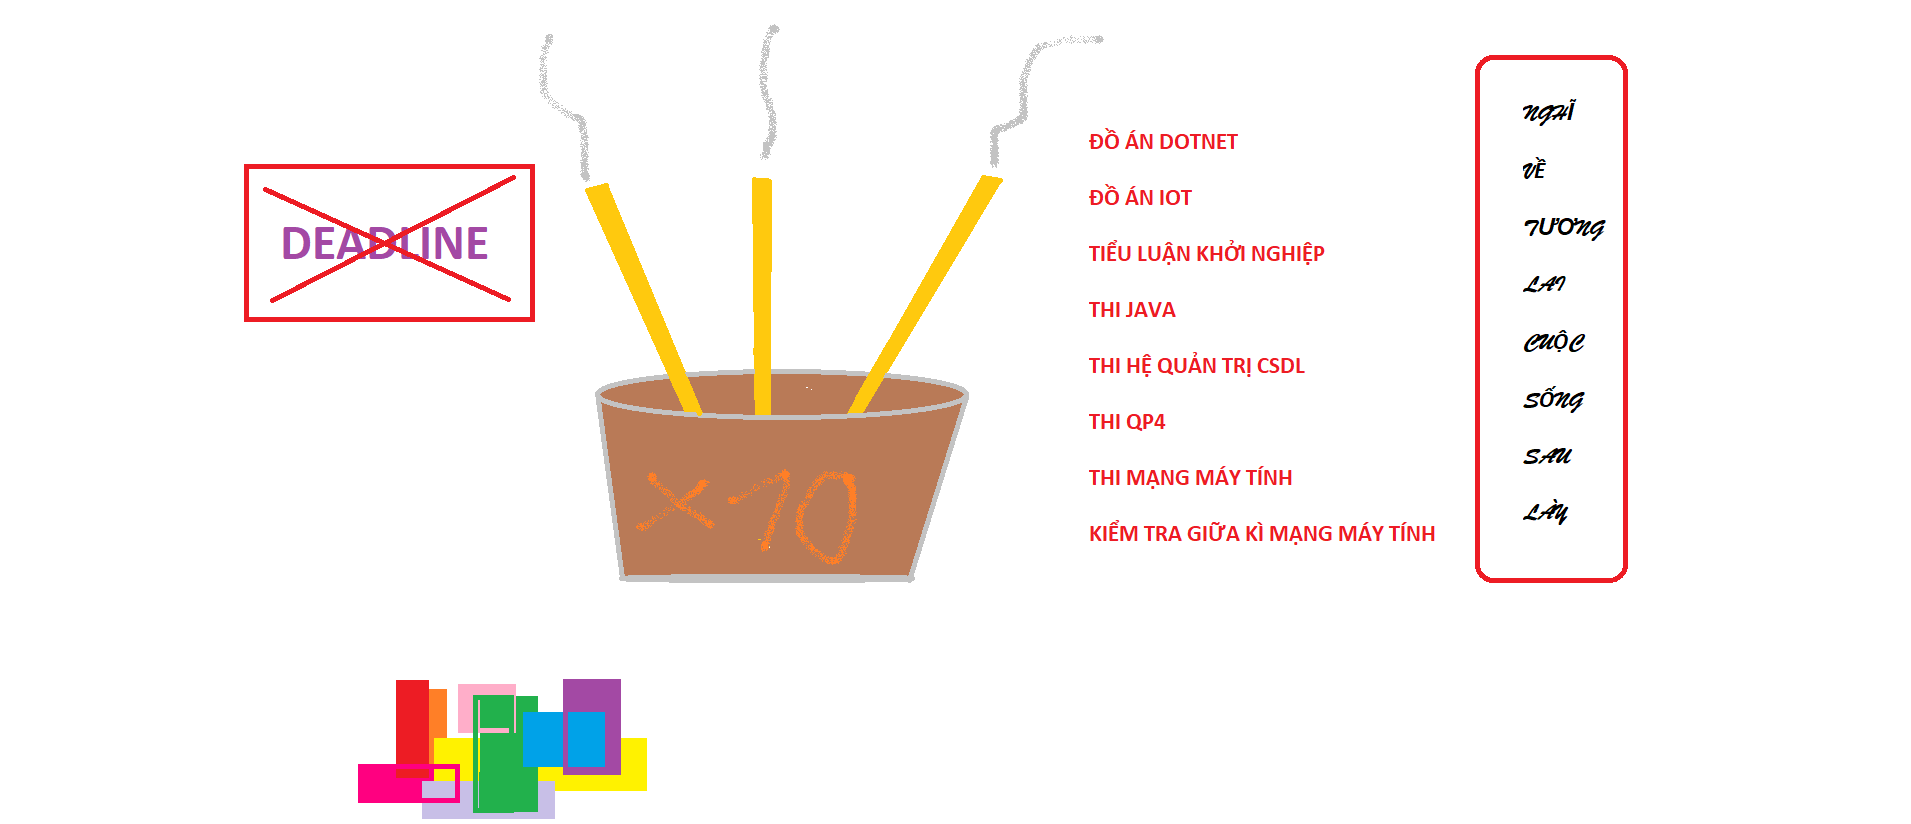 DEADLINE
X10
ĐỒ ÁN DOTNET
ĐỒ ÁN IOT
TIỂU LUẬN KHỞI NGHIỆP
THI JAVA
THI HỆ QUẢN TRỊ CSDL
THI QP4
THI MẠNG MÁY TÍNH
KIỂM TRA GIỮA KÌ MẠNG MÁY TÍNH
NGHĨ
VỀ
TƯƠNG
LAI
CUỘC
SỐNG
SAU
LÀY